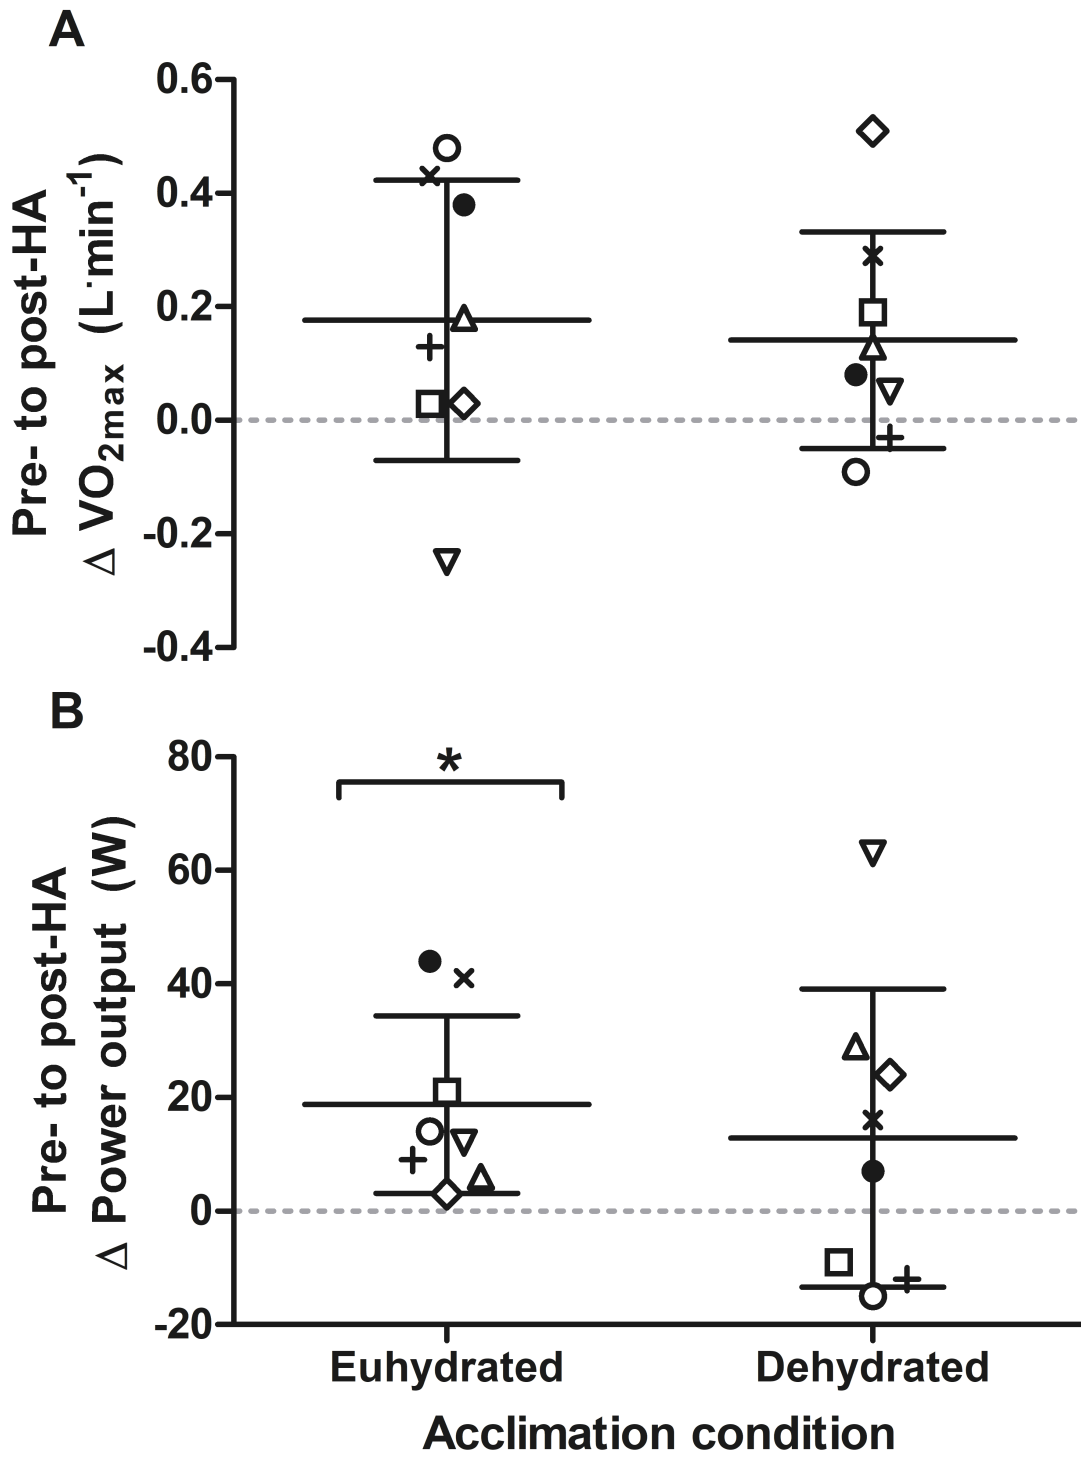 A
0.6
0.4
0.2
0.0
-0.2
-0.4
Pre- to post-HA
Δ VO2max (L·min-1)
B
*
80
60
40
20
0
-20
Pre- to post-HA
Δ Power output (W)
Euhydrated
Dehydrated
Acclimation condition